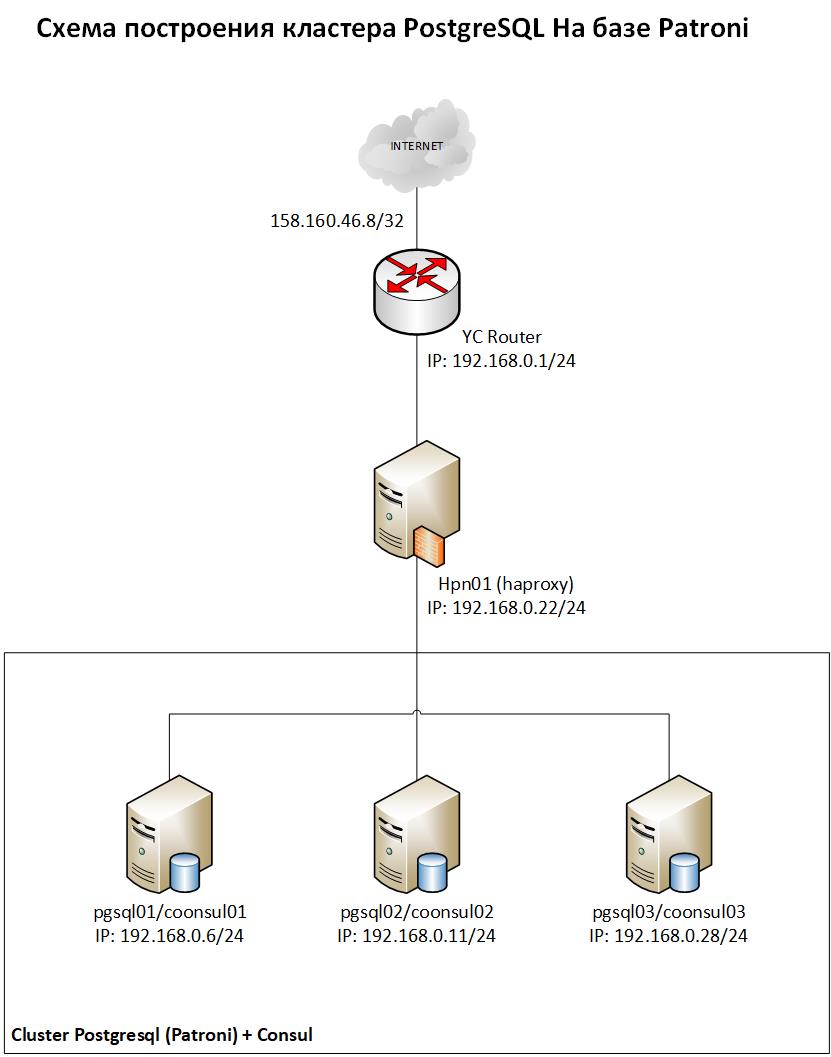 Схема построения кластера PostgreSQL На базе Patroni
INTERNET
158.160.46.8/32
YC Router
IP: 192.168.0.1/24
Hpn01 (haproxy)
IP: 192.168.0.22/24
pgsql01/coonsul01
IP: 192.168.0.6/24
pgsql02/coonsul02
IP: 192.168.0.11/24
pgsql03/coonsul03
IP: 192.168.0.28/24
Cluster Postgresql (Patroni) + Consul